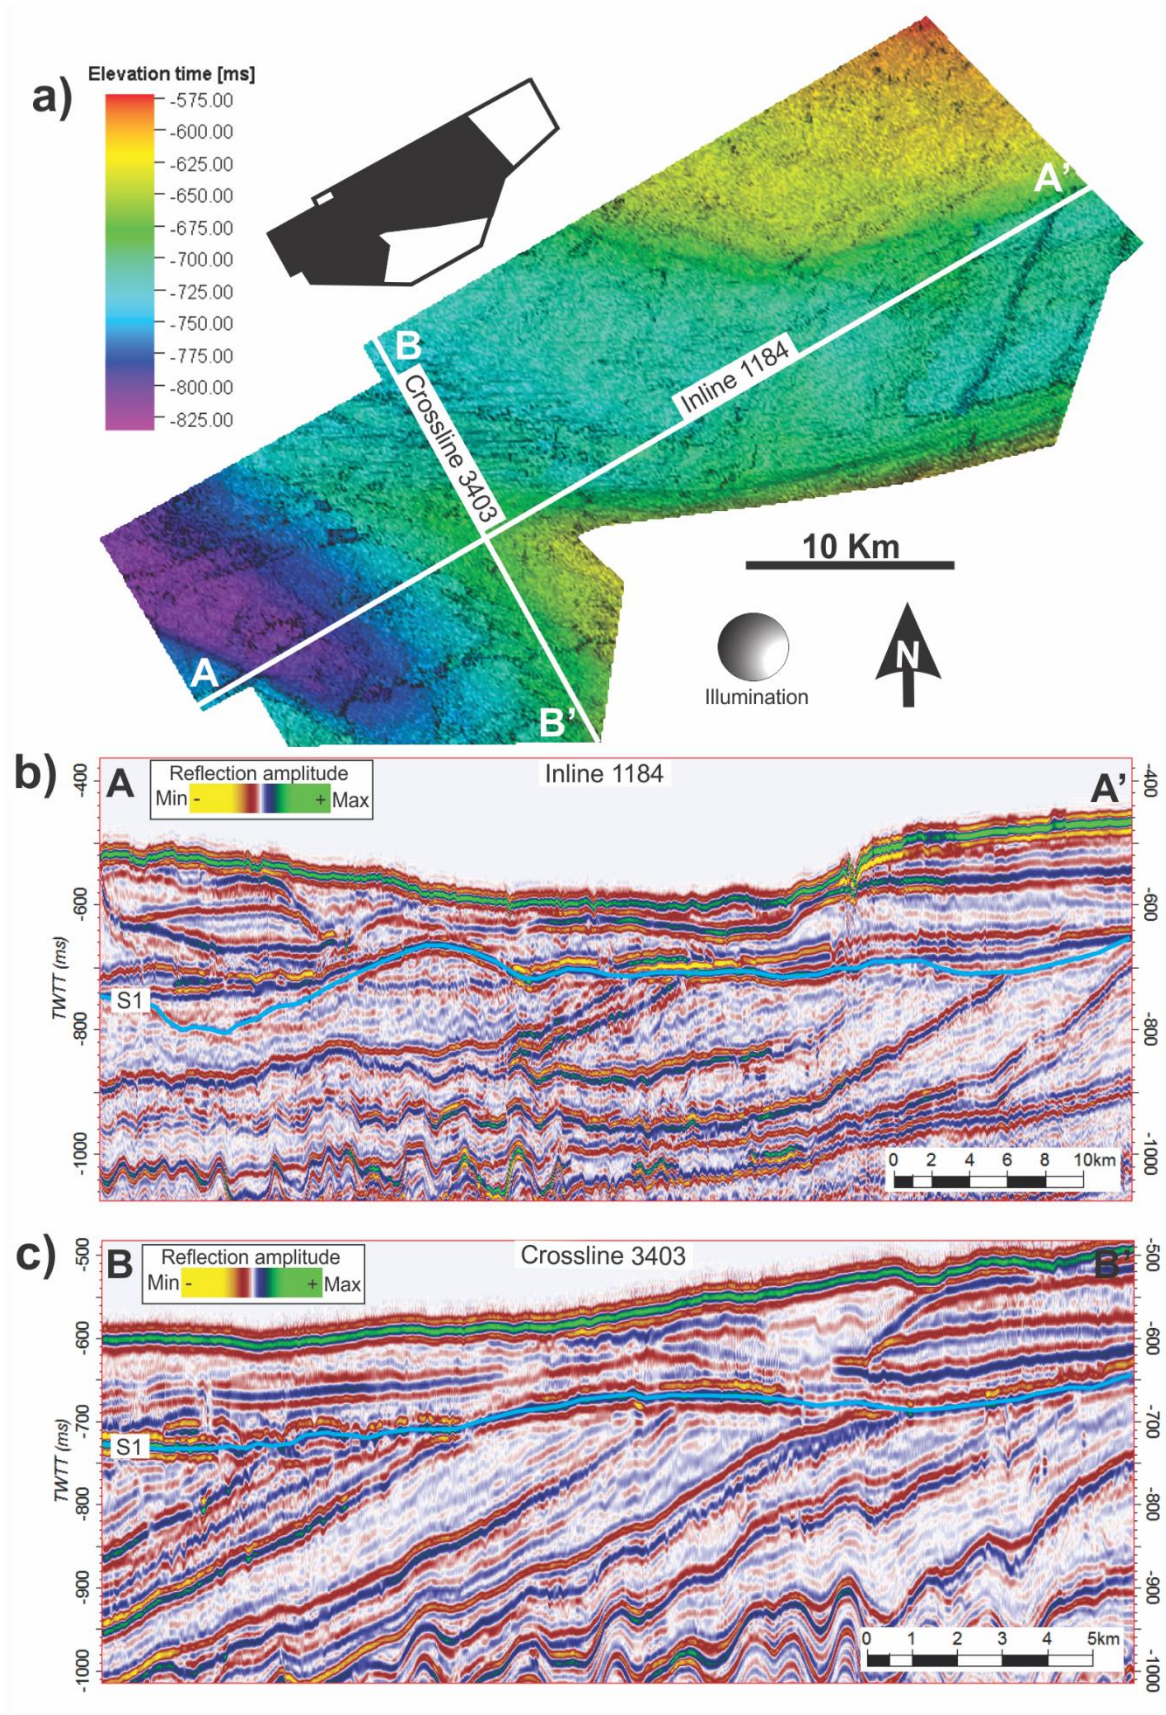 a)
Elevation time [ms]
-575.00
-600.00
-625.00
-650.00
-675.00
-700.00
-725.00
-750.00
-775.00
-800.00
-825.00
A'
B
Crossline 3403
Inline 1184
10 Km
A
B'
Illumination
N
b)
A
Reflection amplitude
Min - + Max
Inline 1184
A'
-400
-600
-800
-1000
TWTT (ms)
S1
-400
-600
-800
-1000
0 2 4 6 8 10km
c)
B
Reflection amplitude
Min - + Max
Crossline 3403
B'
-500
-600
-700
-800
-900
-1000
TWTT (ms)
S1
-500
-600
-700
-800
-900
-1000
0 1 2 3 4 5km